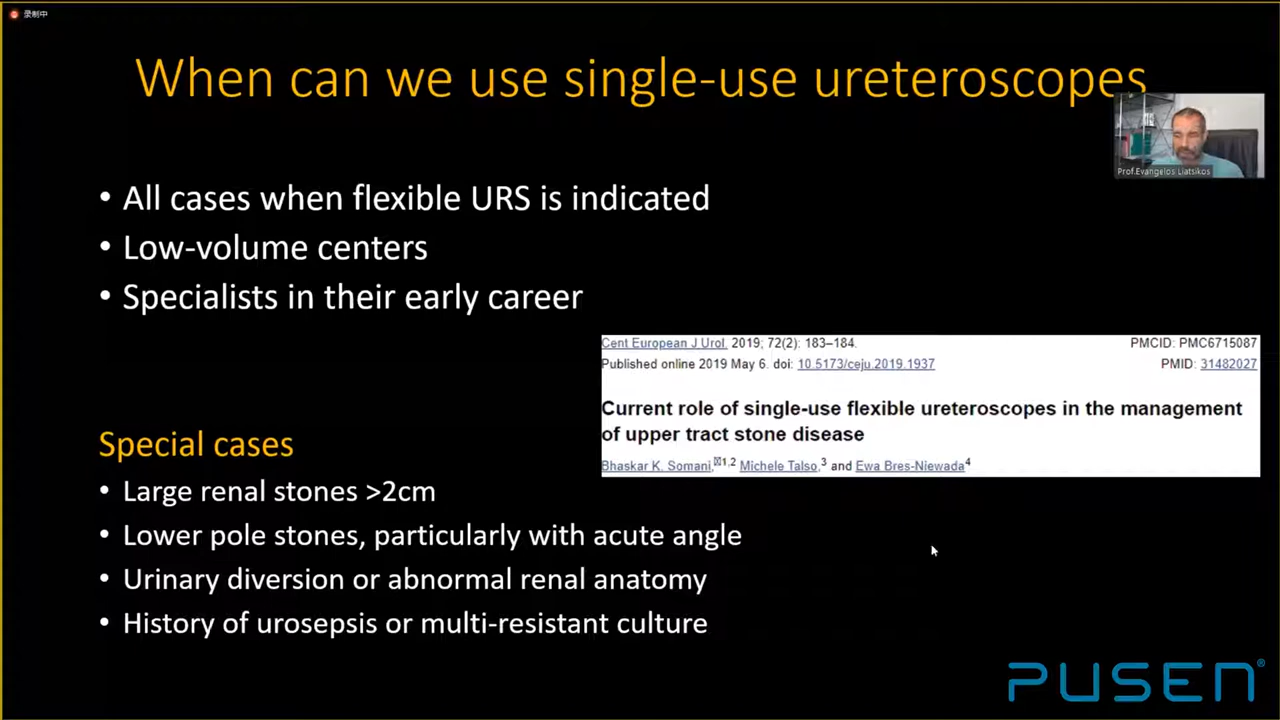 录制中
When can we use single-use ureteroscopes
Prof.Evangelos Liatsikos
• All cases when flexible URS is indicated
• Low-volume centers
• Specialists in their early career
Cent European J Urol. 2019; 72(2): 183–184.
PMCID: PMC6715087
Published online 2019 May 6. doi: 10.5173/ceju.2019.1937
PMID: 31482027
Current role of single-use flexible ureteroscopes in the management
of upper tract stone disease
Bhaskar K. Somani,✉1,2 Michele Talso,3 and Ewa Bres-Niewada4
Special cases
• Large renal stones >2cm
• Lower pole stones, particularly with acute angle
• Urinary diversion or abnormal renal anatomy
• History of urosepsis or multi-resistant culture
PUSEN®